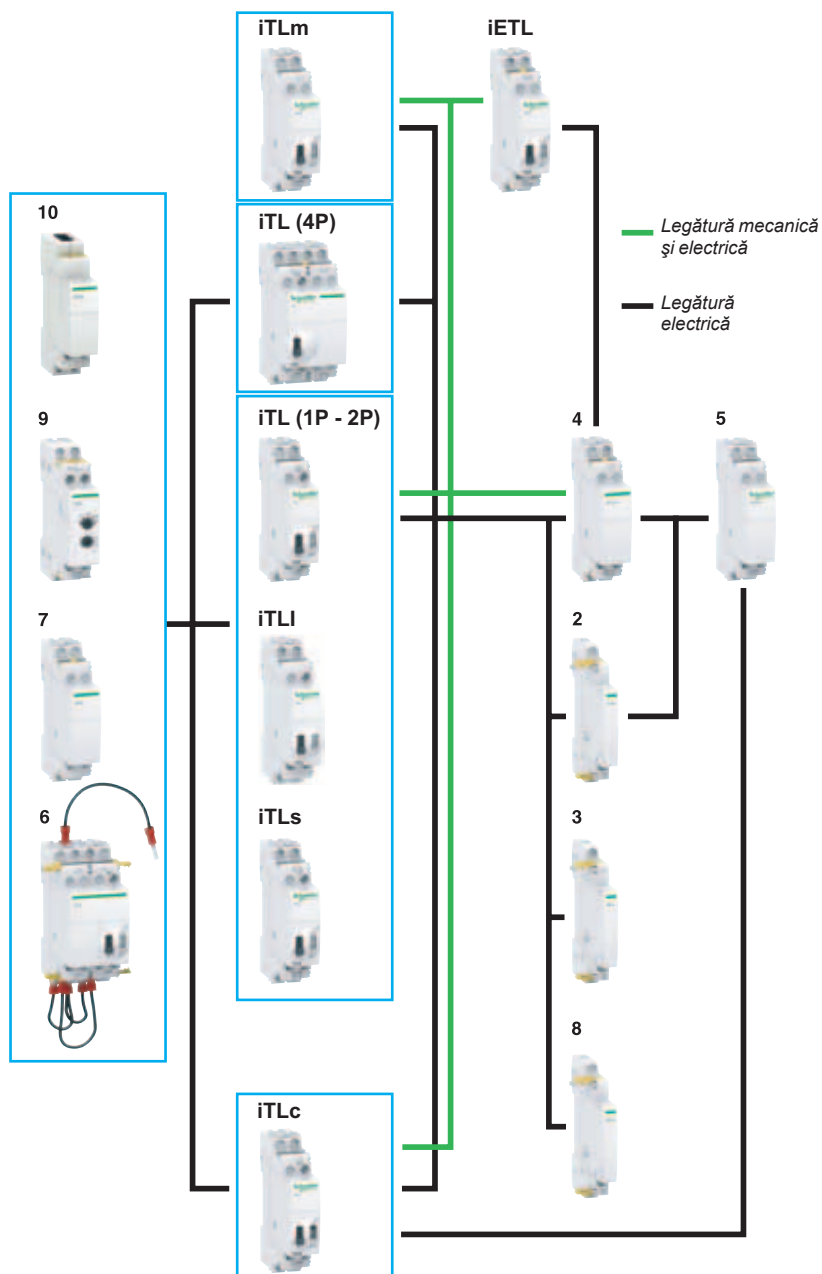 iTLm
iETL
10
iTL (4P)
Legătură mecanică
şi electrică
Legătură
electrică
9
iTL (1P - 2P)
4
5
7
iTLl
2
6
iTLs
3
8
iTLc